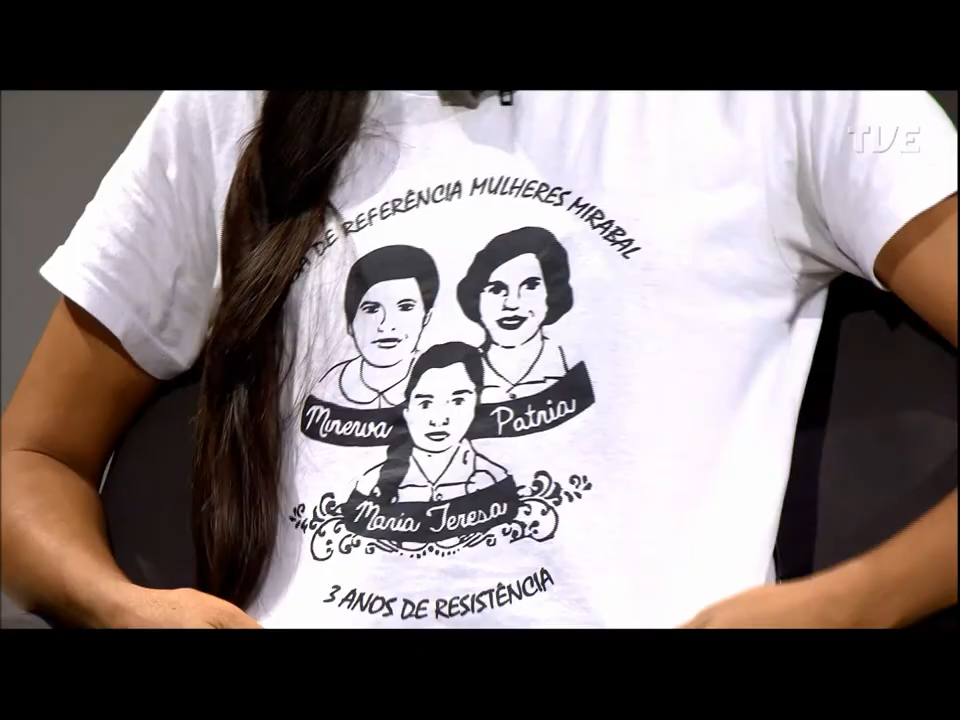 TVE
DE REFERÊNCIA MULHERES MIRABAL
Minerva
Patria
Maria Teresa
3 ANOS DE RESISTÊNCIA